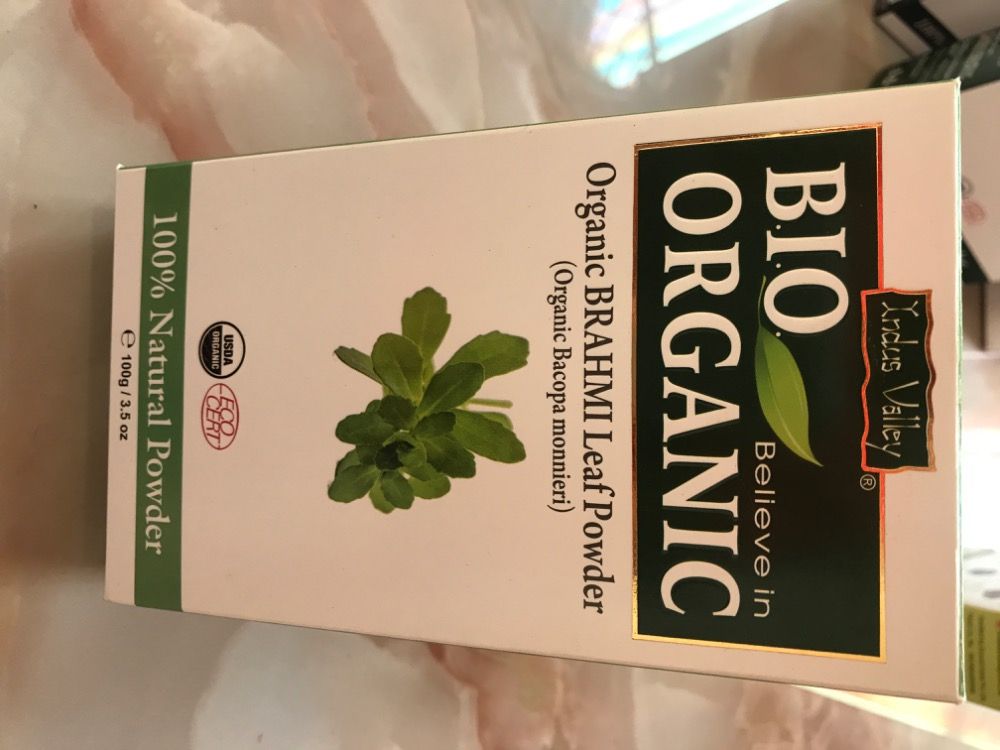 Indus Valley
®
Believe in
B.I.O.
ORGANIC
Organic BRAHMI Leaf Powder
(Organic Bacopa monnieri)
USDA
ORGANIC
ECO
CERT
100% Natural Powder
℮ 100g / 3.5 oz